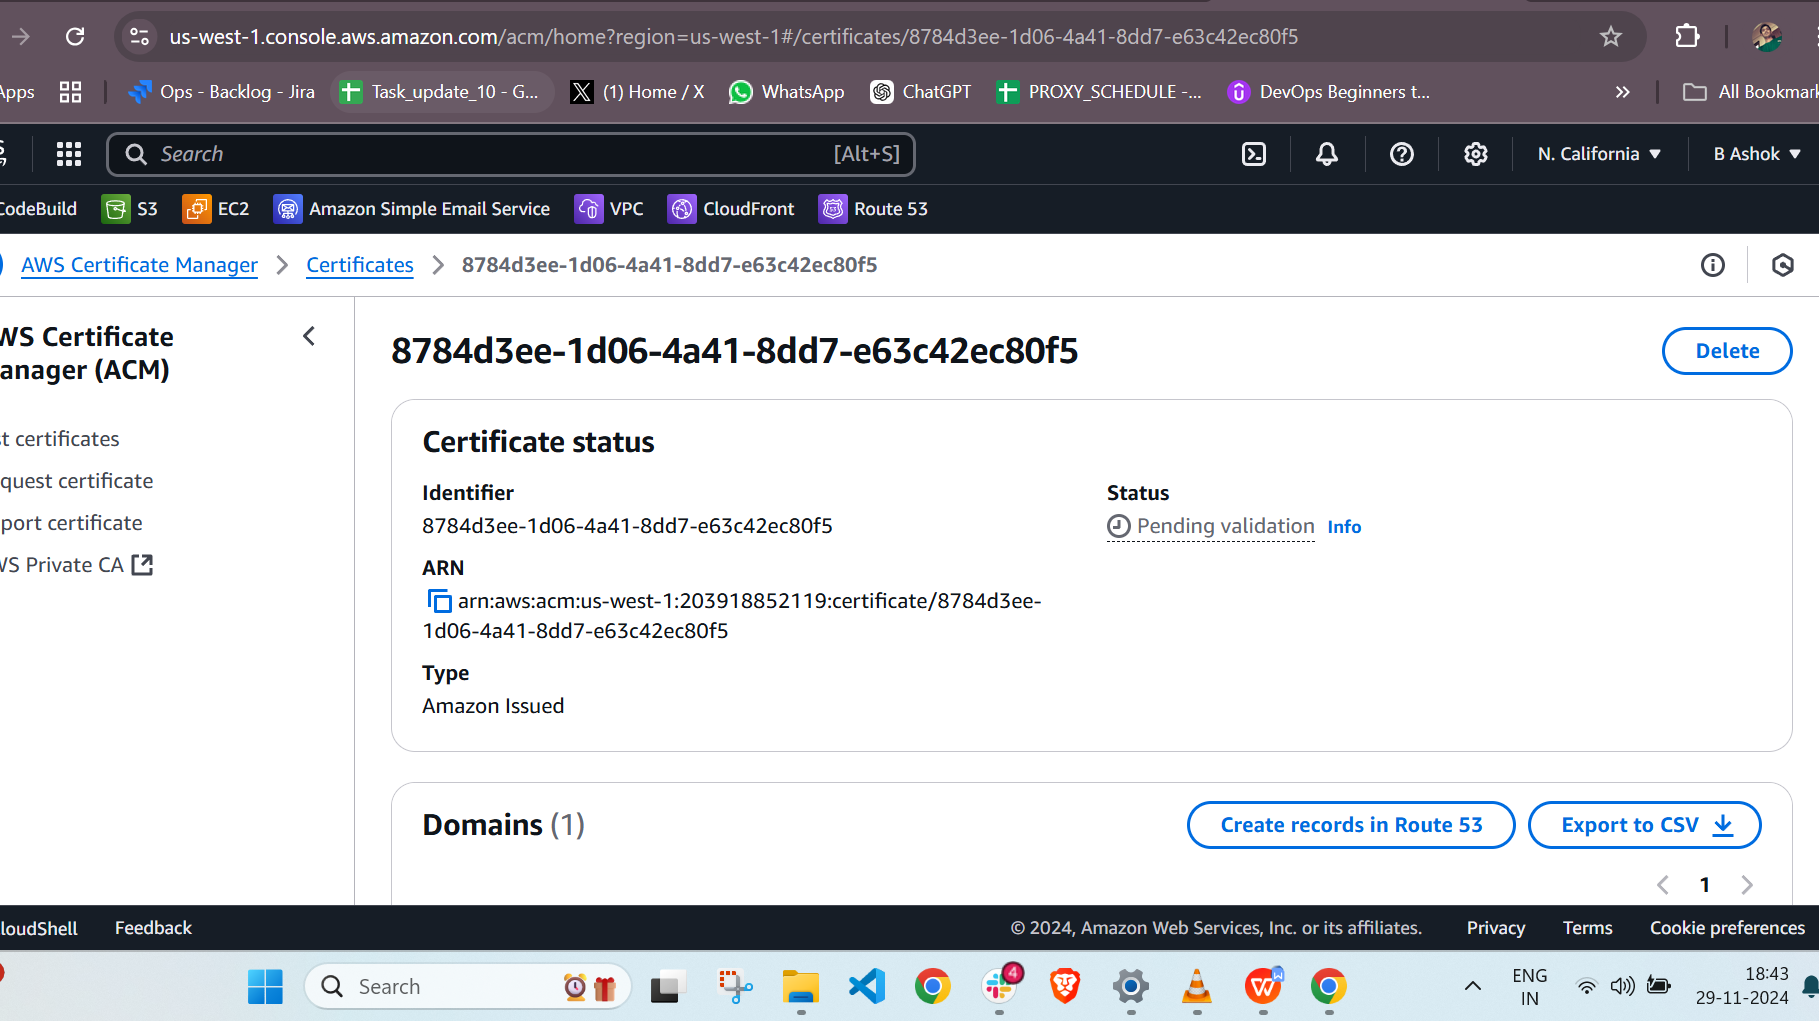 us-west-1.console.aws.amazon.com/acm/home?region=us-west-1#/certificates/8784d3ee-1d06-4a41-8dd7-e63c42ec80f5
Apps Ops - Backlog - Jira Task_update_10 - G... (1) Home / X WhatsApp ChatGPT PROXY_SCHEDULE -... DevOps Beginners t... » All Bookmark
Search [Alt+S] N. California B Ashok
CodeBuild S3 EC2 Amazon Simple Email Service VPC CloudFront Route 53
AWS Certificate Manager Certificates 8784d3ee-1d06-4a41-8dd7-e63c42ec80f5
WS Certificate
anager (ACM)
t certificates
quest certificate
port certificate
WS Private CA
8784d3ee-1d06-4a41-8dd7-e63c42ec80f5
Delete
Certificate status
Identifier
8784d3ee-1d06-4a41-8dd7-e63c42ec80f5
ARN
arn:aws:acm:us-west-1:203918852119:certificate/8784d3ee-
1d06-4a41-8dd7-e63c42ec80f5
Type
Amazon Issued
Status
Pending validation Info
Domains (1)
Create records in Route 53 Export to CSV
1
loudShell Feedback © 2024, Amazon Web Services, Inc. or its affiliates. Privacy Terms Cookie preferences
Search 4 ENG
IN
18:43
29-11-2024